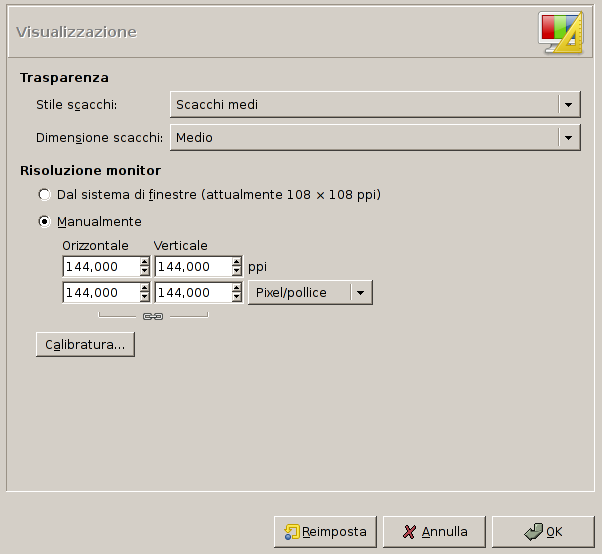 Visualizzazione
Trasparenza
Stile scacchi: Scacchi medi
Dimensione scacchi: Medio
Risoluzione monitor
Dal sistema di finestre (attualmente 108 × 108 ppi)
Manualmente
Orizzontale Verticale
144,000 144,000 ppi
144,000 144,000 Pixel/pollice
Calibratura...
Reimposta Annulla OK